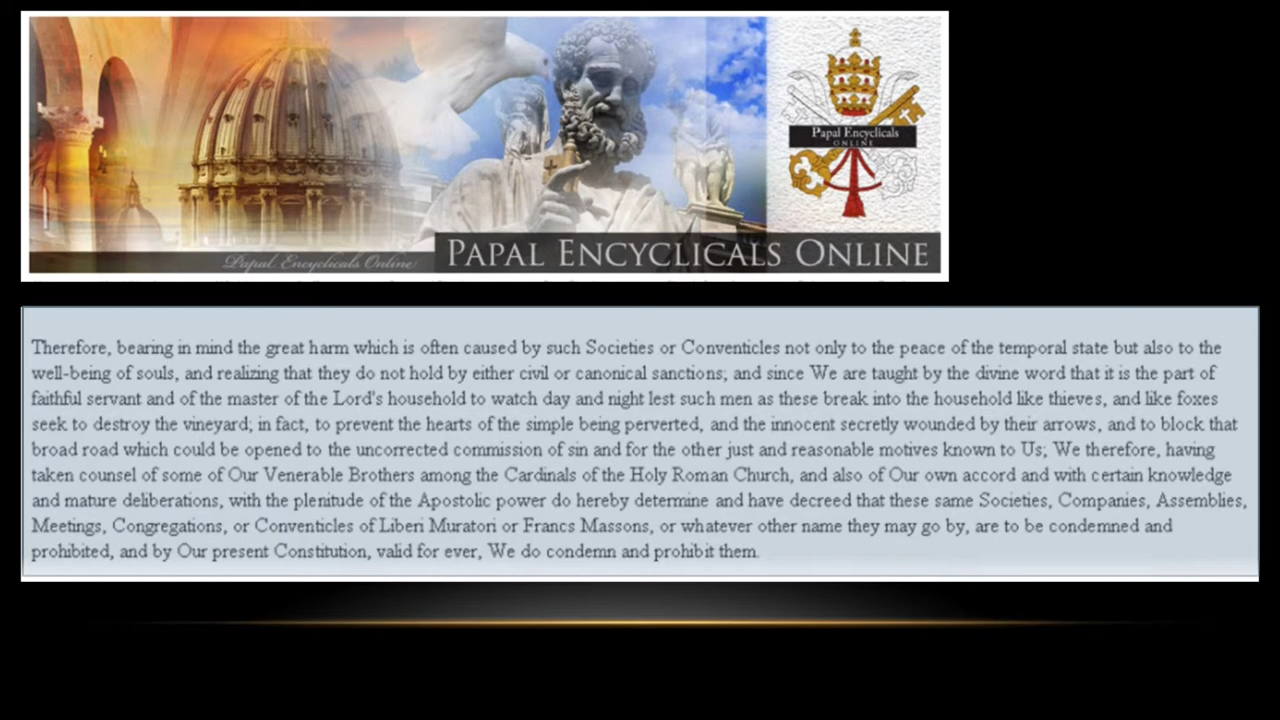 Papal Encyclicals
ONLINE
Papal Encyclicals Online
PAPAL ENCYCLICALS ONLINE
Therefore, bearing in mind the great harm which is often caused by such Societies or Conventicles not only to the peace of the temporal state but also to the
well-being of souls, and realizing that they do not hold by either civil or canonical sanctions; and since We are taught by the divine word that it is the part of
faithful servant and of the master of the Lord's household to watch day and night lest such men as these break into the household like thieves, and like foxes
seek to destroy the vineyard; in fact, to prevent the hearts of the simple being perverted, and the innocent secretly wounded by their arrows, and to block that
broad road which could be opened to the uncorrected commission of sin and for the other just and reasonable motives known to Us; We therefore, having
taken counsel of some of Our Venerable Brothers among the Cardinals of the Holy Roman Church, and also of Our own accord and with certain knowledge
and mature deliberations, with the plenitude of the Apostolic power do hereby determine and have decreed that these same Societies, Companies, Assemblies,
Meetings, Congregations, or Conventicles of Liberi Muratori or Francs Massons, or whatever other name they may go by, are to be condemned and
prohibited, and by Our present Constitution, valid for ever, We do condemn and prohibit them.